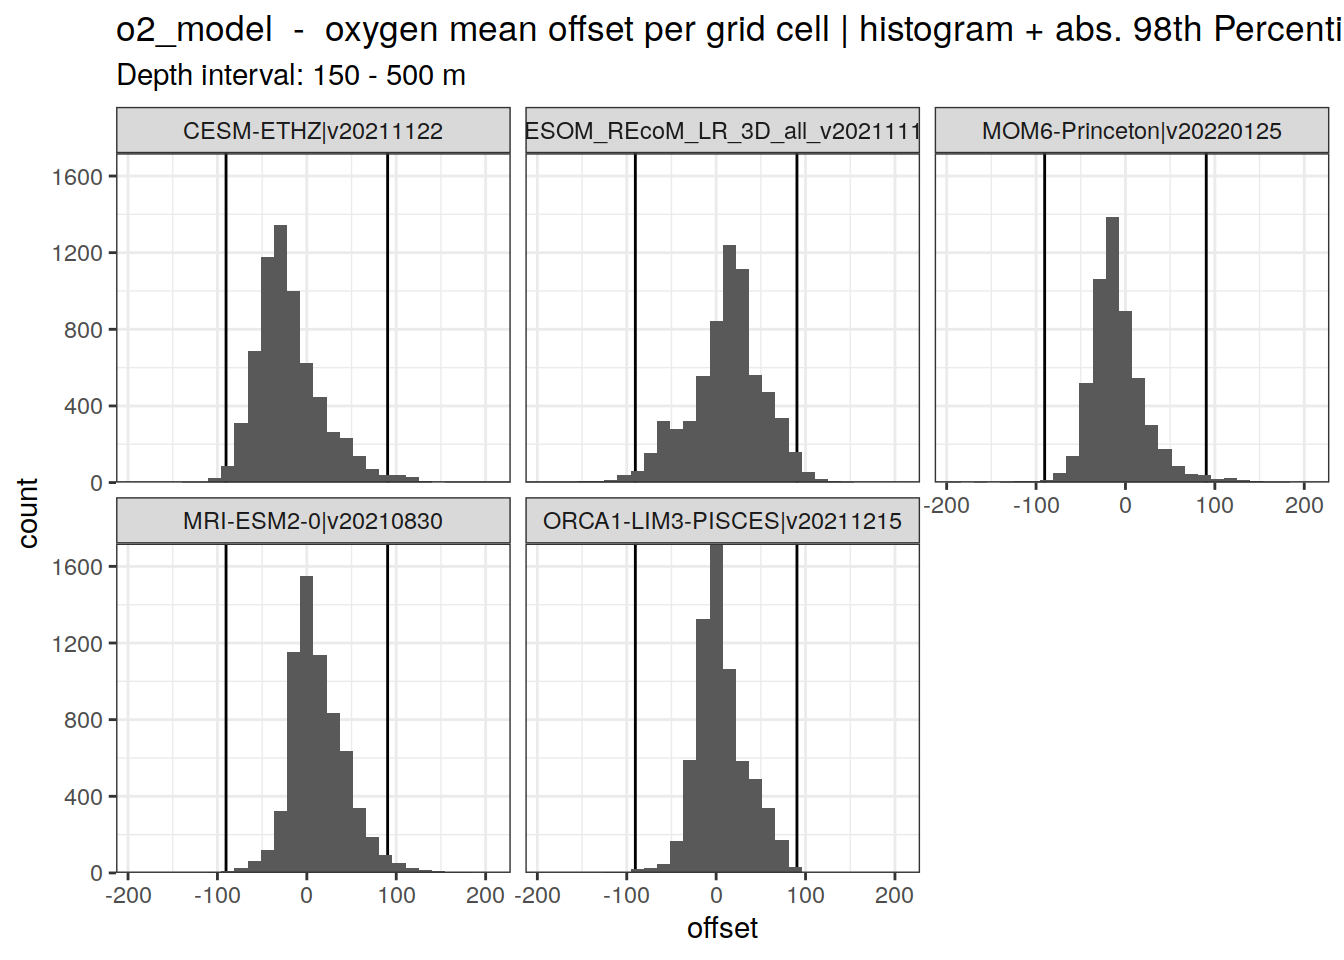 o2_model - oxygen mean offset per grid cell | histogram + abs. 98th Percenti
Depth interval: 150 - 500 m
CESM-ETHZ|v20211122
ESOM_REcoM_LR_3D_all_v2021111
MOM6-Princeton|v20220125
1600
1200
800
400
0
-200 -100 0 100 200
count
MRI-ESM2-0|v20210830
ORCA1-LIM3-PISCES|v20211215
1600
1200
800
400
0
-200 -100 0 100 200
-200 -100 0 100 200
offset